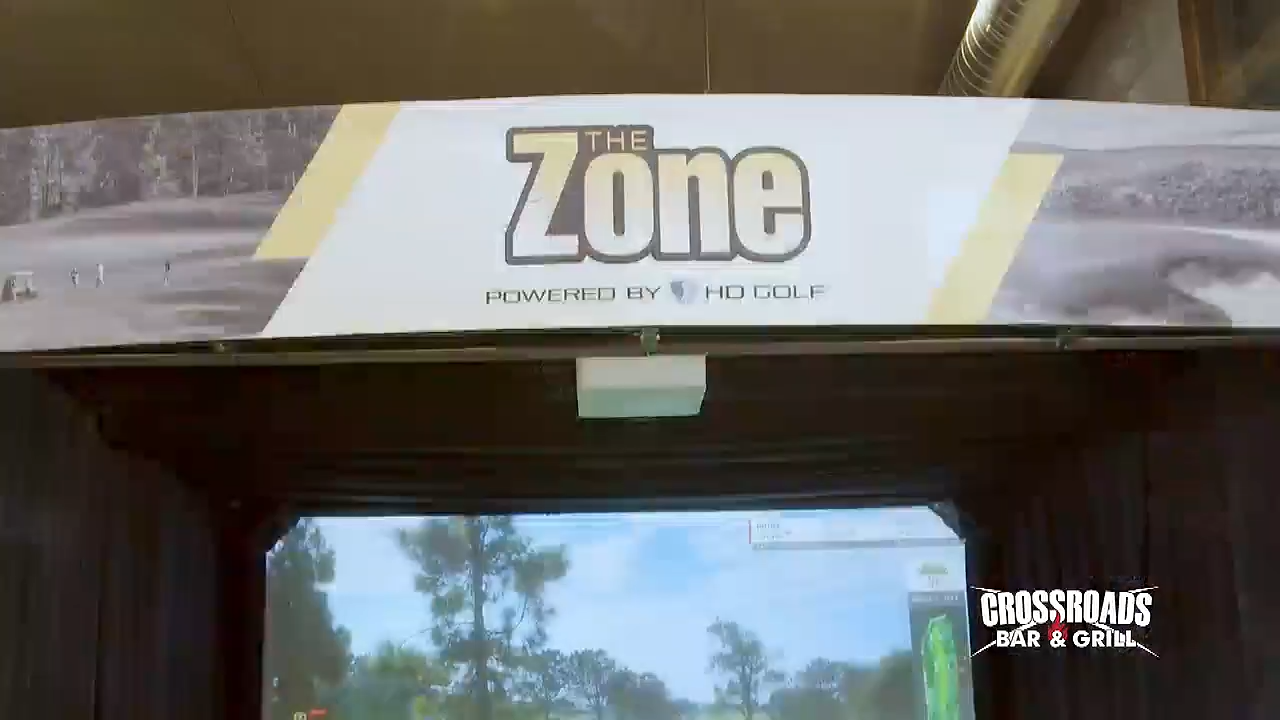 THE
Zone
POWERED BY HD GOLF
CROSSROADS
BAR & GRILL